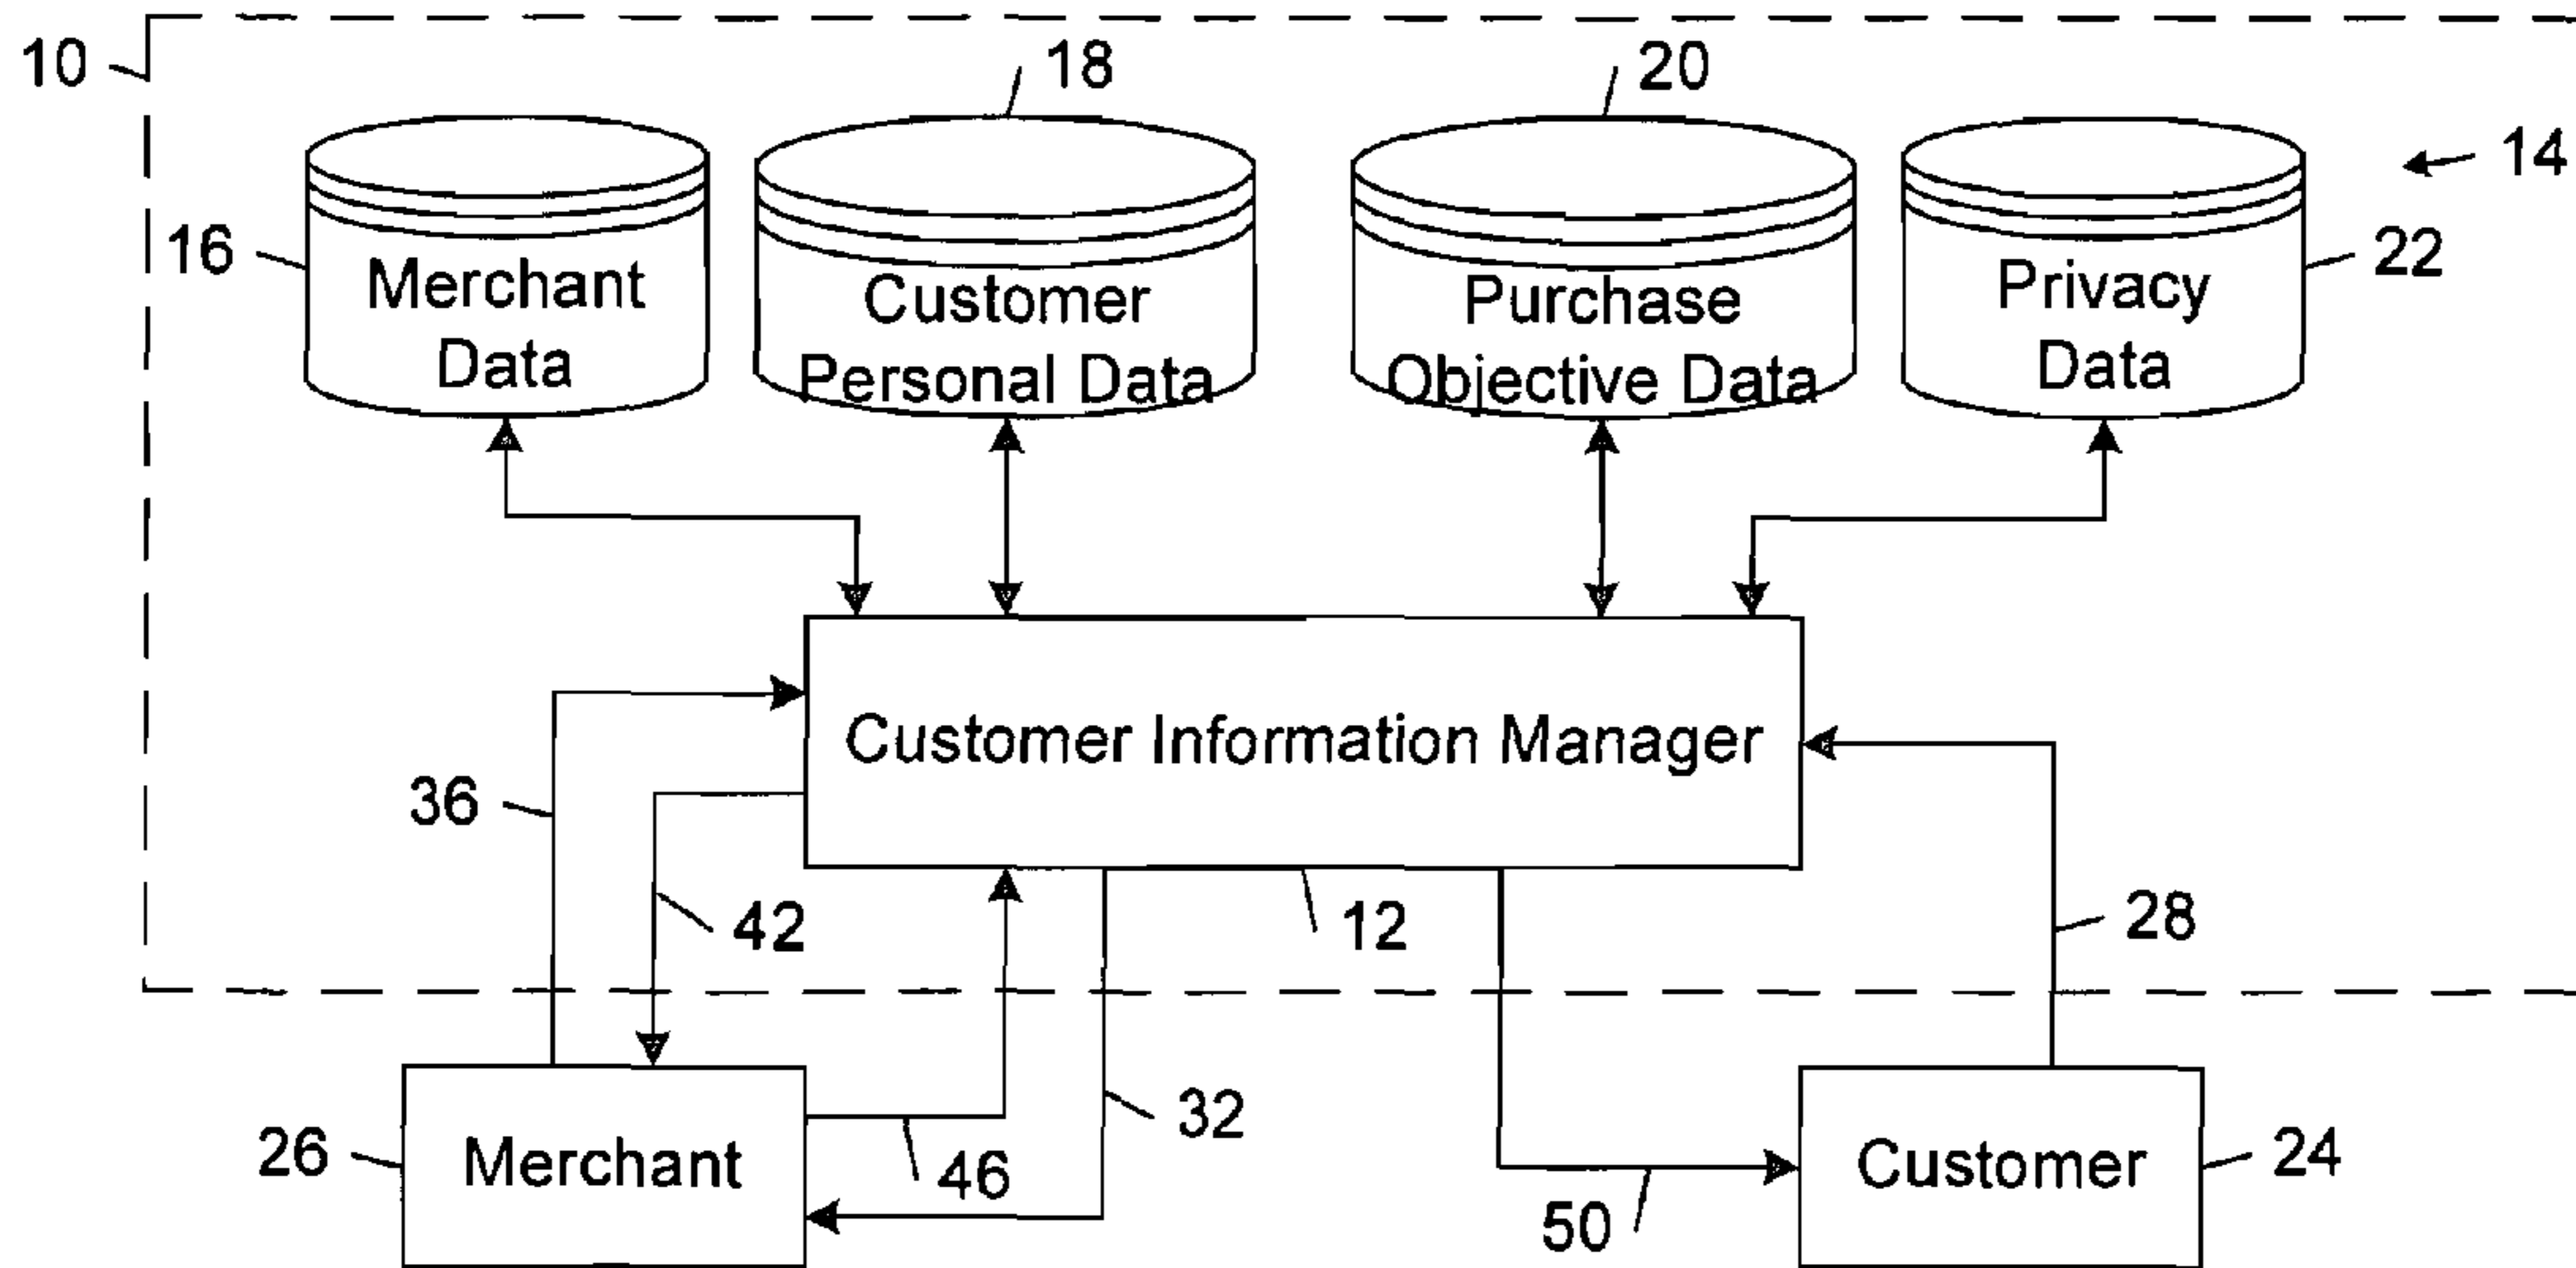 10
18
20
14
16
Merchant
Data
Customer
Personal Data
Purchase
Objective Data
Privacy
Data
22
Customer Information Manager
36
42
12
28
26
Merchant
46
32
50
Customer
24